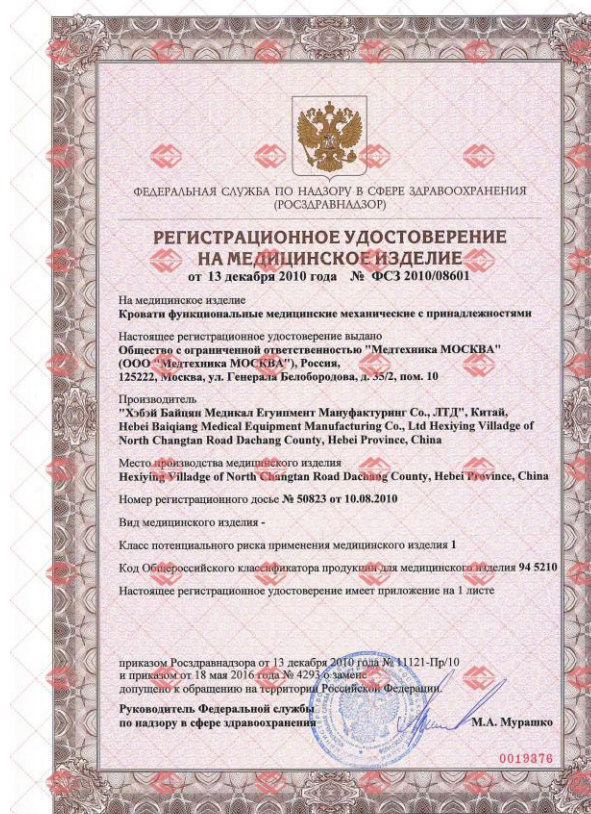 ФЕДЕРАЛЬНАЯ СЛУЖБА ПО НАДЗОРУ В СФЕРЕ ЗДРАВООХРАНЕНИЯ
(РОСЗДРАВНАДЗОР)
РЕГИСТРАЦИОННОЕ УДОСТОВЕРЕНИЕ
НА МЕДИЦИНСКОЕ ИЗДЕЛИЕ
от 13 декабря 2010 года № ФСЗ 2010/08601
На медицинское изделие
Кровати функциональные медицинские механические с принадлежностями
Настоящее регистрационное удостоверение выдано
Общество с ограниченной ответственностью "Медтехника МОСКВА"
(ООО "Медтехника МОСКВА"), Россия,
125222, Москва, ул. Генерала Белобородова, д. 35/2, пом. 10
Производитель
"Хэбэй Байцян Медикал Егуипмент Мануфактуринг Со., ЛТД", Китай,
Hebei Baiqiang Medical Equipment Manufacturing Co., Ltd Hexiying Villadge of
North Changtan Road Dachang County, Hebei Province, China
Место производства медицинского изделия
Hexiying Villadge of North Changtan Road Dachang County, Hebei Province, China
Номер регистрационного досье № 50823 от 10.08.2010
Вид медицинского изделия -
Класс потенциального риска применения медицинского изделия 1
Код Общероссийского классификатора продукции для медицинского изделия 94 5210
Настоящее регистрационное удостоверение имеет приложение на 1 листе
приказом Росздравнадзора от 13 декабря 2010 года № 11121-Пр/10
и приказом от 18 мая 2016 года № 4293 о замене
допущено к обращению на территории Российской Федерации.
Руководитель Федеральной службы
по надзору в сфере здравоохранения
М.А. Мурашко
0019376